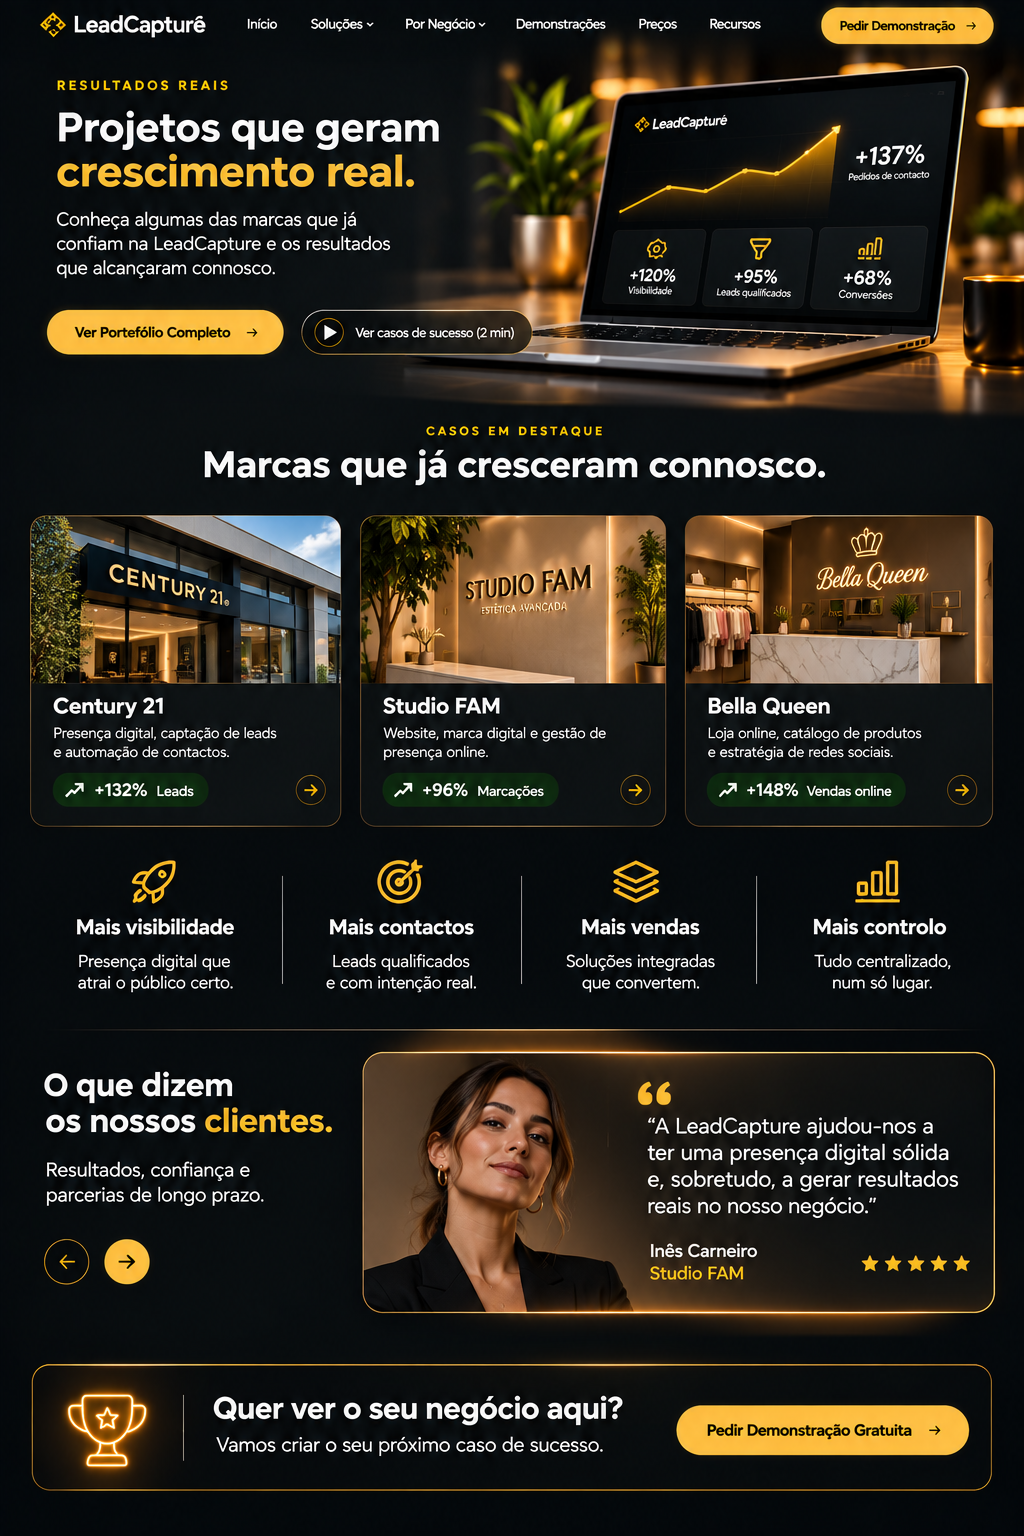 LeadCapturê
Início
Soluções
Por Negócio
Demonstrações
Preços
Recursos
Pedir Demonstração →
RESULTADOS REAIS
Projetos que geram
crescimento real.
Conheça algumas das marcas que já
confiam na LeadCapture e os resultados
que alcançaram connosco.
Ver Portefólio Completo →
Ver casos de sucesso (2 min)
LeadCapturê
+137%
Pedidos de contacto
+120%
Visibilidade
+95%
Leads qualificados
+68%
Conversões
CASOS EM DESTAQUE
Marcas que já cresceram connosco.
CENTURY 21®
STUDIO FAM
ESTÉTICA AVANÇADA
Bella Queen
Century 21
Presença digital, captação de leads
e automação de contactos.
+132% Leads →
Studio FAM
Website, marca digital e gestão de
presença online.
+96% Marcações →
Bella Queen
Loja online, catálogo de produtos
e estratégia de redes sociais.
+148% Vendas online →
Mais visibilidade
Presença digital que
atrai o público certo.
Mais contactos
Leads qualificados
e com intenção real.
Mais vendas
Soluções integradas
que convertem.
Mais controlo
Tudo centralizado,
num só lugar.
O que dizem
os nossos clientes.
Resultados, confiança e
parcerias de longo prazo.
← →
“
“A LeadCapture ajudou-nos a
ter uma presença digital sólida
e, sobretudo, a gerar resultados
reais no nosso negócio.”
Inês Carneiro
Studio FAM
★★★★★
Quer ver o seu negócio aqui?
Vamos criar o seu próximo caso de sucesso.
Pedir Demonstração Gratuita →